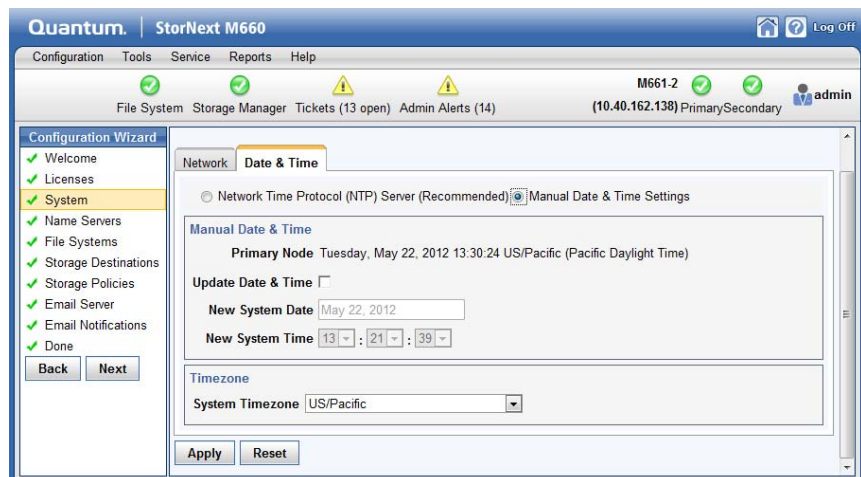 Quantum. StorNext M660
Log Off
Configuration Tools Service Reports Help
M661-2
File System Storage Manager Tickets (13 open) Admin Alerts (14) (10.40.162.138) Primary Secondary admin
Configuration Wizard
Welcome
Licenses
System
Name Servers
File Systems
Storage Destinations
Storage Policies
Email Server
Email Notifications
Done
Back Next
Network Date & Time
Network Time Protocol (NTP) Server (Recommended) Manual Date & Time Settings
Manual Date & Time
Primary Node Tuesday, May 22, 2012 13:30:24 US/Pacific (Pacific Daylight Time)
Update Date & Time
New System Date May 22, 2012
New System Time 13 : 21 : 39
Timezone
System Timezone US/Pacific
Apply Reset